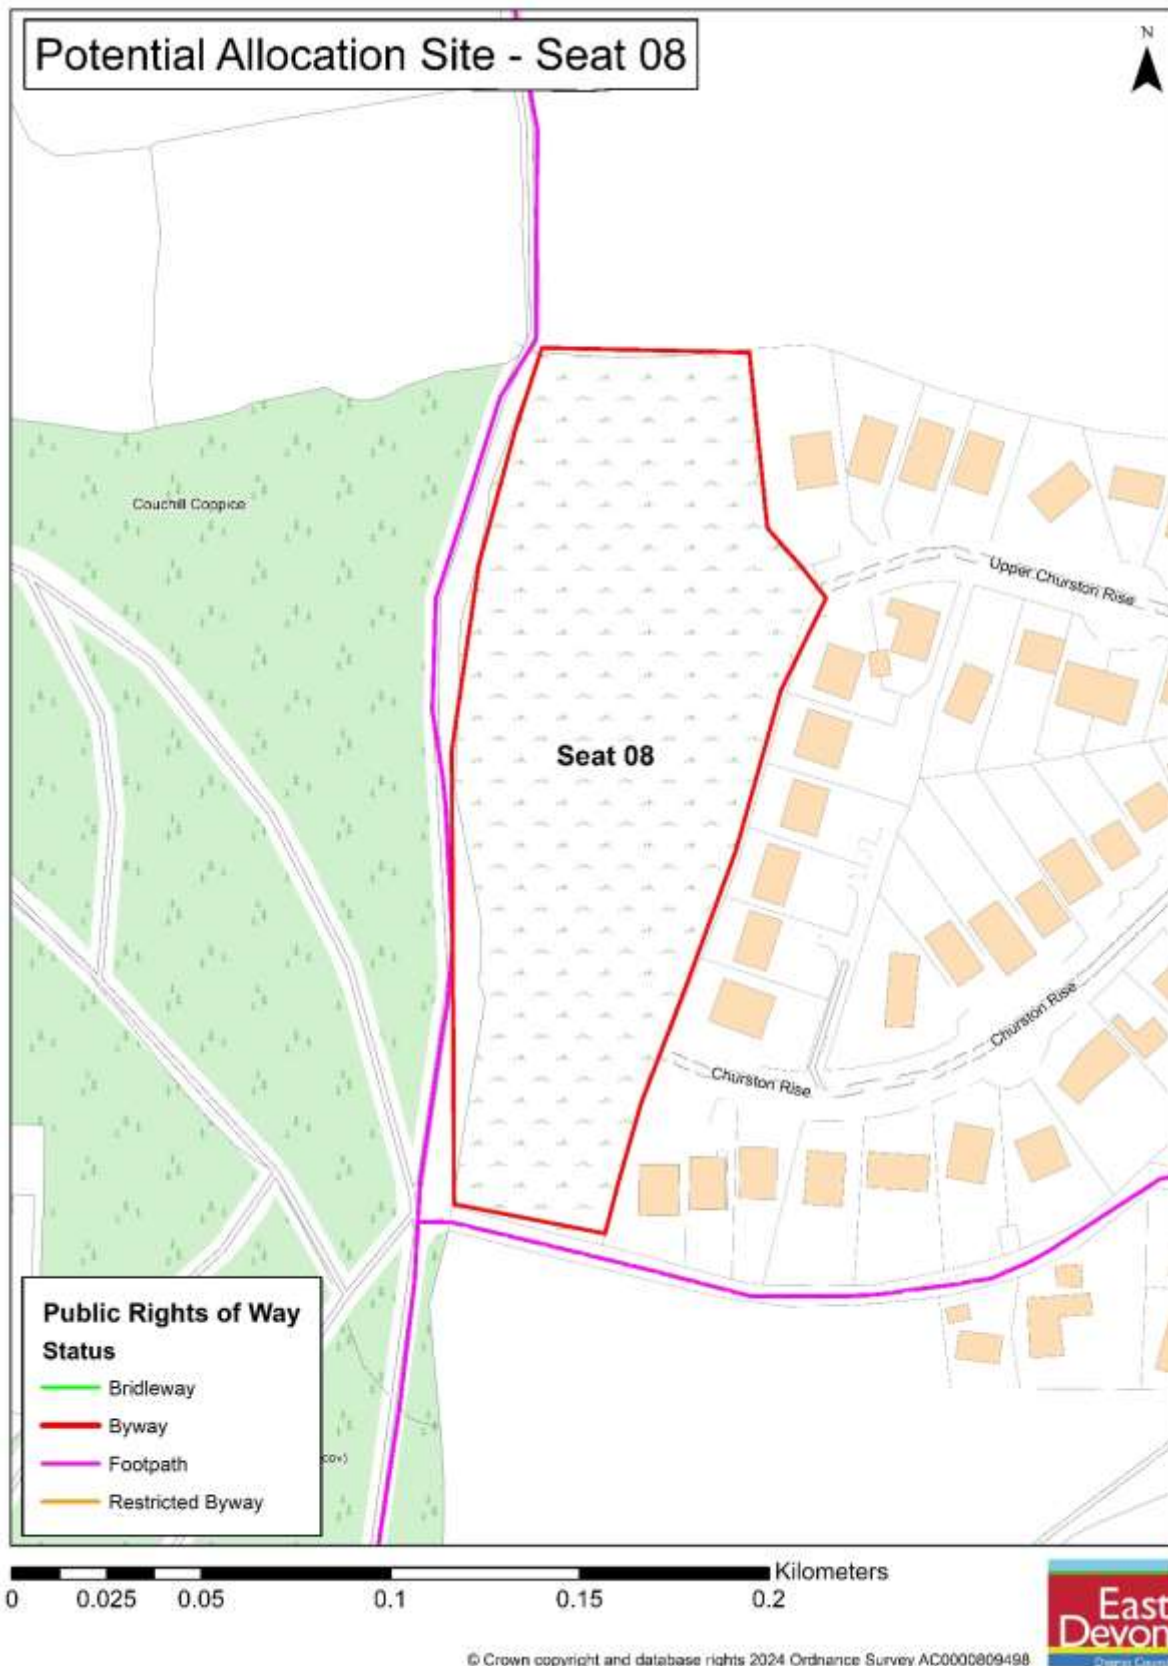 Potential Allocation Site - Seat 08
N
Couchill Coppice
Upper Churston Rise
Seat 08
Churston Rise
Churston Rise
Public Rights of Way
Status
Bridleway
Byway
Footpath
Restricted Byway
cov)
Kilometers
0 0.025 0.05 0.1 0.15 0.2
East
Devon
© Crown copyright and database rights 2024 Ordnance Survey AC0000809498